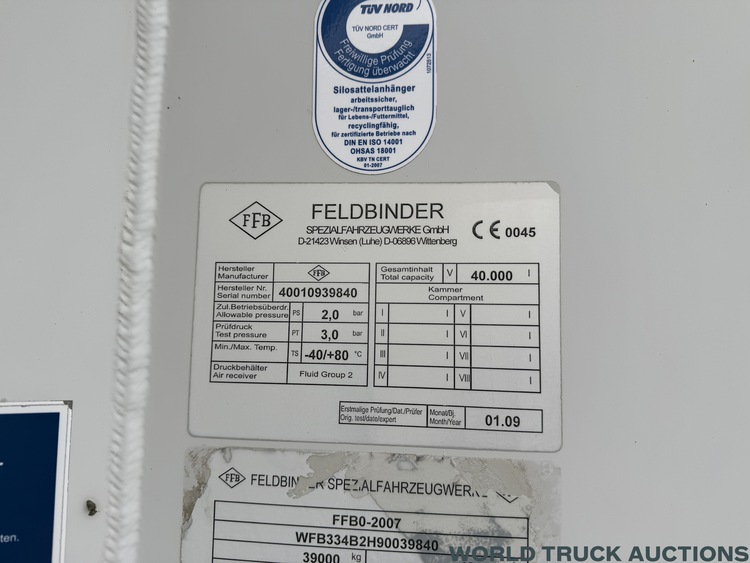 TÜV NORD
TÜV NORD CERT
GmbH
Freiwillige Prüfung
Fertigung überwacht
1072813
Silosattelanhänger
arbeitssicher,
lager-/transporttauglich
für Lebens-/Futtermittel,
recyclingfähig,
für zertifizierte Betriebe nach
DIN EN ISO 14001
OHSAS 18001
KBV TN CERT
01-2007
FFB FELDBINDER
SPEZIALFAHRZEUGWERKE GmbH
D-21423 Winsen (Luhe) D-06896 Wittenberg
CE 0045
Hersteller
Manufacturer FFB
Hersteller Nr.
Serial number 40010939840
Zul.Betriebsüberdr.
Allowable pressure PS 2,0 bar
Prüfdruck
Test pressure PT 3,0 bar
Min./Max. Temp. TS -40/+80 °C
Druckbehälter
Air receiver Fluid Group 2
Gesamtinhalt
Total capacity V 40.000 l
Kammer
Compartment
I l V l
II l VI l
III l VII l
IV l VIII l
Erstmalige Prüfung/Dat./Prüfer
Orig. test/date/expert
Monat/Bj.
Month/Year 01.09
FFB FELDBINDER SPEZIALFAHRZEUGWERKE FFB
FFB0-2007
WFB334B2H90039840
39000 kg
ten.
WORLD TRUCK AUCTIONS